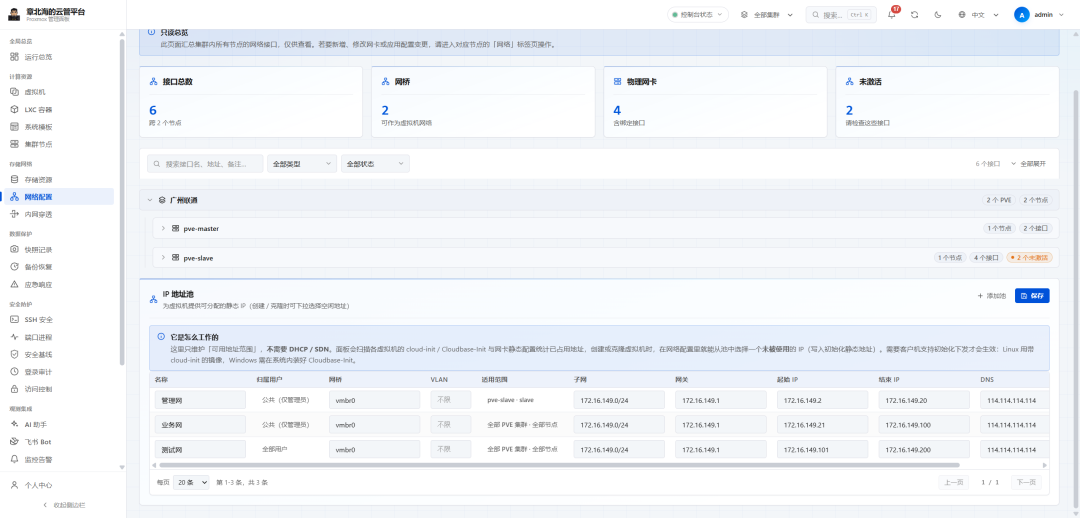 章北海的云管平台
Proxmox 管理面板
控制台状态
全部集群
搜索... Ctrl K
97
中文
A admin
全局总览
运行总览
计算资源
虚拟机
LXC 容器
系统模板
集群节点
存储网络
存储资源
网络配置
内网穿透
数据保护
快照记录
备份恢复
应急响应
安全防护
SSH 安全
端口进程
安全基线
登录审计
访问控制
观测集成
AI 助手
飞书 Bot
监控告警
个人中心
收起侧边栏
只读总览
此页面汇总集群内所有节点的网络接口，仅供查看。若要新增、修改网卡或应用配置变更，请进入对应节点的「网络」标签页操作。
接口总数
6
跨 2 个节点
网桥
2
可作为虚拟机网络
物理网卡
4
含绑定接口
未激活
2
请检查这些接口
搜索接口名、地址、备注... 全部类型 全部状态 6 个接口 全部展开
广州联通 2 个 PVE 2 个节点
pve-master 1 个节点 2 个接口
pve-slave 1 个节点 4 个接口 2 个未激活
IP 地址池
为虚拟机提供可分配的静态 IP（创建 / 克隆时可下拉选择空闲地址）
+ 添加池 保存
它是怎么工作的
这里只维护「可用地址范围」，不需要 DHCP / SDN。面板会扫描各虚拟机的 cloud-init / Cloudbase-Init 与网卡静态配置统计已占用地址，创建或克隆虚拟机时，在网络配置里就能从池中选择一个未被使用的 IP（写入初始化静态地址）。需要客户机支持初始化下发才会生效：Linux 用带
cloud-init 的镜像，Windows 需在系统内装好 Cloudbase-Init。
名称 归属用户 网桥 VLAN 适用范围 子网 网关 起始 IP 结束 IP DNS
管理网 公共（仅管理员） vmbr0 不限 pve-slave · slave 172.16.149.0/24 172.16.149.1 172.16.149.2 172.16.149.20 114.114.114.114
业务网 公共（仅管理员） vmbr0 不限 全部 PVE 集群 · 全部节点 172.16.149.0/24 172.16.149.1 172.16.149.21 172.16.149.100 114.114.114.114
测试网 全部用户 vmbr0 不限 全部 PVE 集群 · 全部节点 172.16.149.0/24 172.16.149.1 172.16.149.101 172.16.149.200 114.114.114.114
每页 20 条 第 1-3 条，共 3 条 上一页 1 / 1 下一页